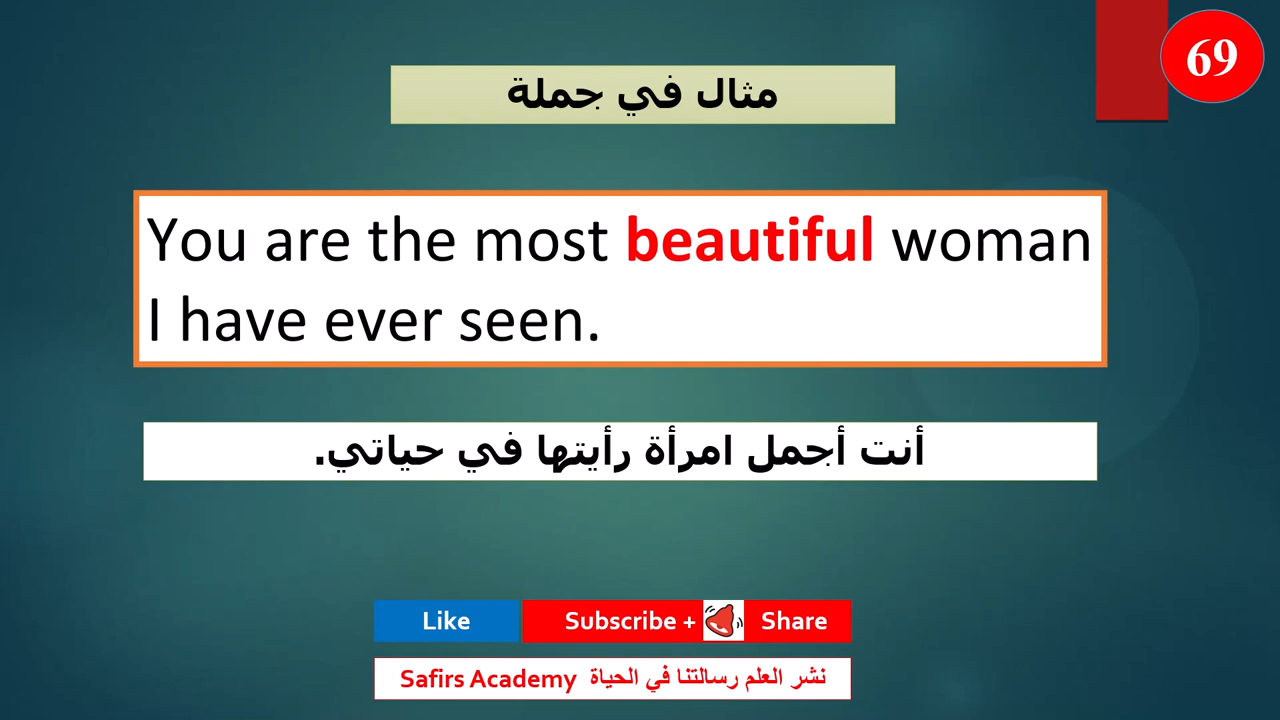 69
مثال في جملة
You are the most beautiful woman
I have ever seen.
أنت أجمل امرأة رأيتها في حياتي.
Like Subscribe + Share
Safirs Academy نشر العلم رسالتنا في الحياة